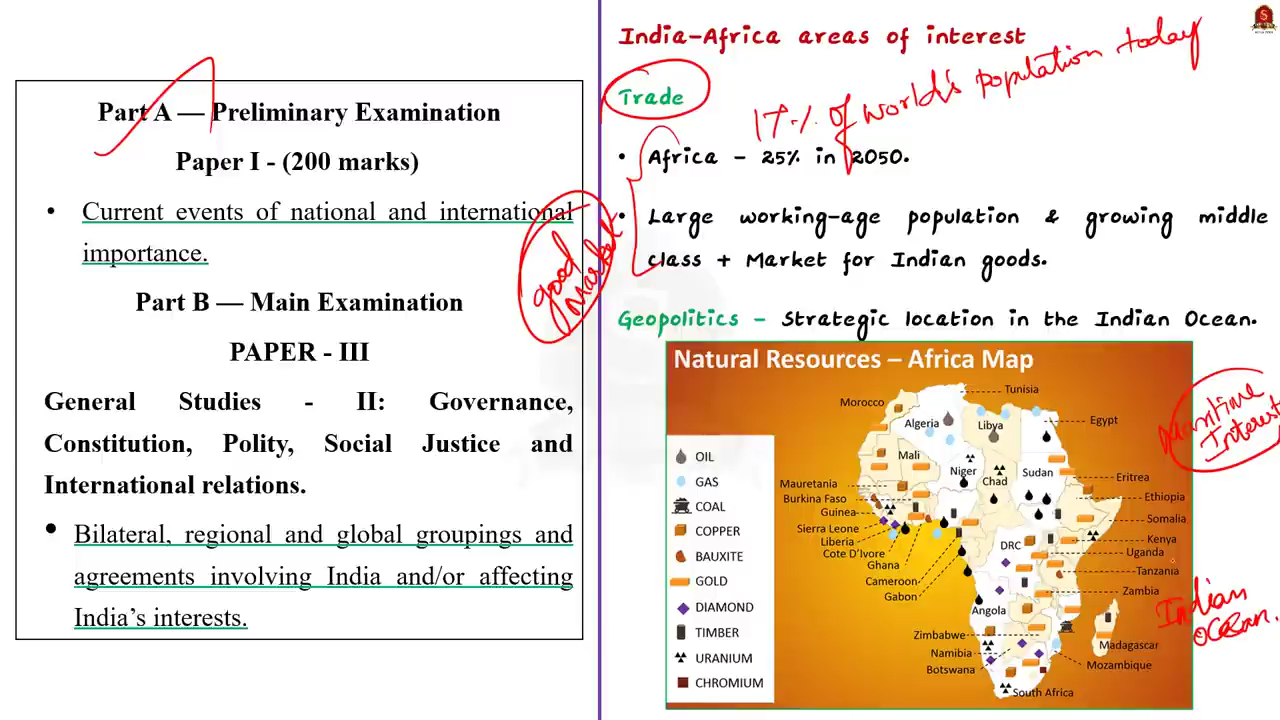 Part A — Preliminary Examination
Paper I - (200 marks)
• Current events of national and international
importance.
Part B — Main Examination
PAPER - III
General Studies - II: Governance,
Constitution, Polity, Social Justice and
International relations.
• Bilateral, regional and global groupings and
agreements involving India and/or affecting
India's interests.
good
market
India-Africa areas of interest
Trade
17% of world's population today
• Africa - 25% in 2050.
• Large working-age population & growing middle
class + Market for Indian goods.
Geopolitics - Strategic location in the Indian Ocean.
Natural Resources – Africa Map
OIL
GAS
COAL
COPPER
BAUXITE
GOLD
DIAMOND
TIMBER
URANIUM
CHROMIUM
Tunisia
Morocco
Algeria
Libya
Egypt
Mali
Niger
Chad
Sudan
Eritrea
Mauretania
Burkina Faso
Guinea
Sierra Leone
Liberia
Cote D'Ivore
Ghana
Cameroon
Gabon
Ethiopia
Somalia
Kenya
Uganda
Tanzania
DRC
Zambia
Angola
Zimbabwe
Namibia
Botswana
Madagascar
Mozambique
South Africa
Maritime
Interest
Indian
Ocean.